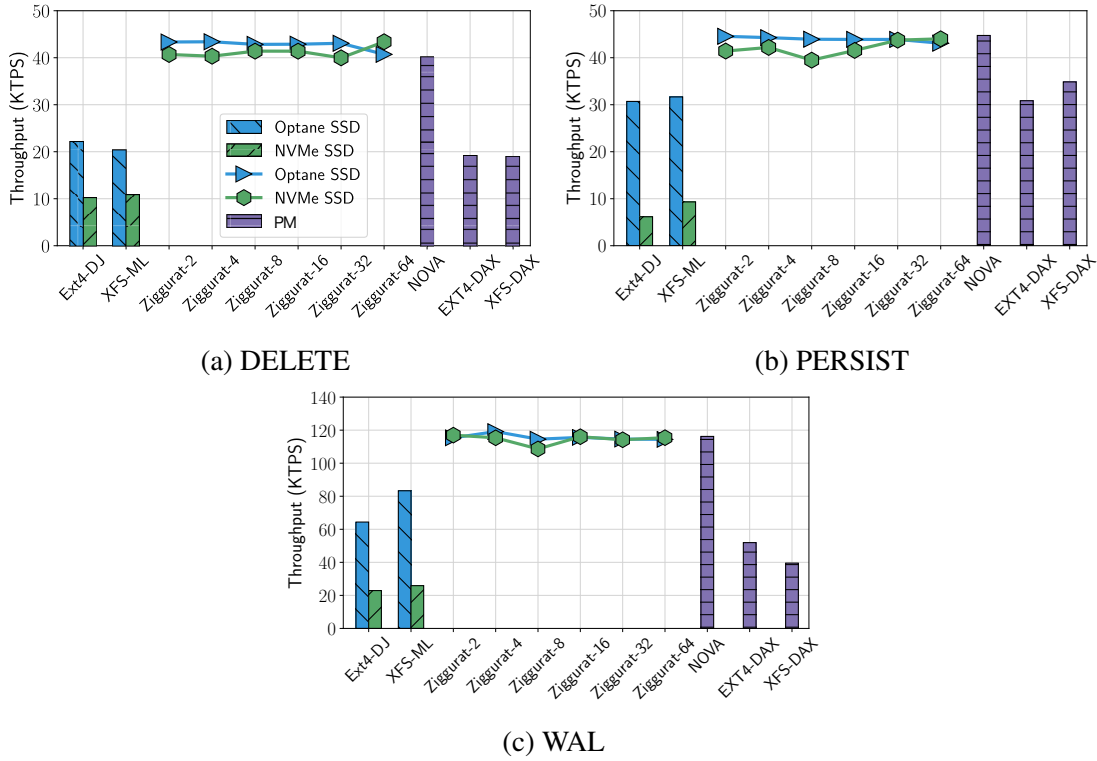 Throughput (KTPS)
50
40
30
20
10
0
Optane SSD
NVMe SSD
Optane SSD
NVMe SSD
PM
Ext4-DJ
XFS-ML
Ziggurat-2
Ziggurat-4
Ziggurat-8
Ziggurat-16
Ziggurat-32
Ziggurat-64
NOVA
EXT4-DAX
XFS-DAX
(a) DELETE
Throughput (KTPS)
50
40
30
20
10
0
Ext4-DJ
XFS-ML
Ziggurat-2
Ziggurat-4
Ziggurat-8
Ziggurat-16
Ziggurat-32
Ziggurat-64
NOVA
EXT4-DAX
XFS-DAX
(b) PERSIST
Throughput (KTPS)
140
120
100
80
60
40
20
0
Ext4-DJ
XFS-ML
Ziggurat-2
Ziggurat-4
Ziggurat-8
Ziggurat-16
Ziggurat-32
Ziggurat-64
NOVA
EXT4-DAX
XFS-DAX
(c) WAL